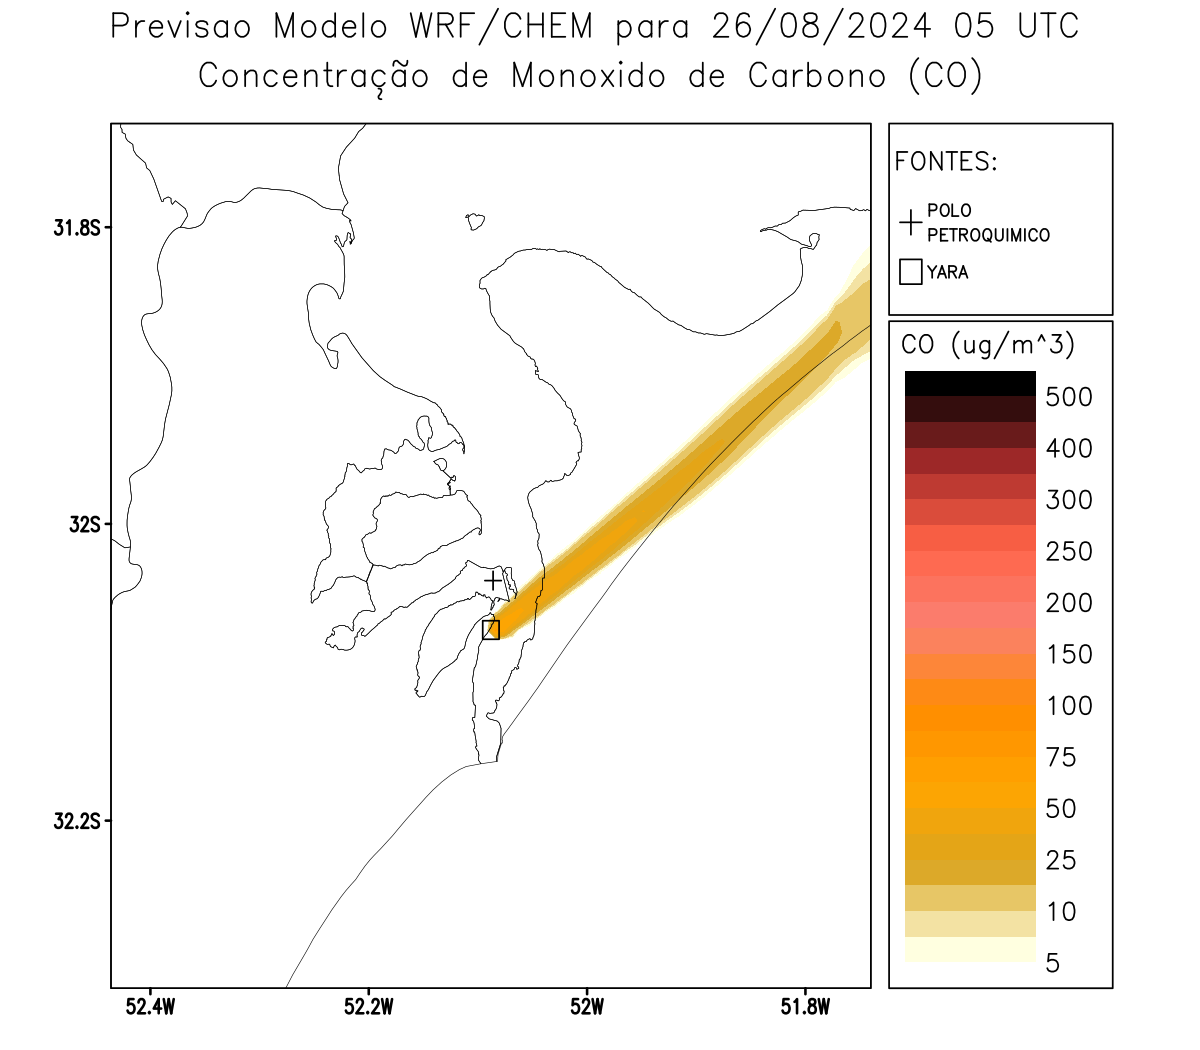 Previsao Modelo WRF/CHEM para 26/08/2024 05 UTC
Concentração de Monoxido de Carbono (CO)
FONTES:
POLO
PETROQUIMICO
YARA
CO (ug/m^3)
500
400
300
250
200
150
100
75
50
25
10
5
31.8S
32S
32.2S
52.4W
52.2W
52W
51.8W